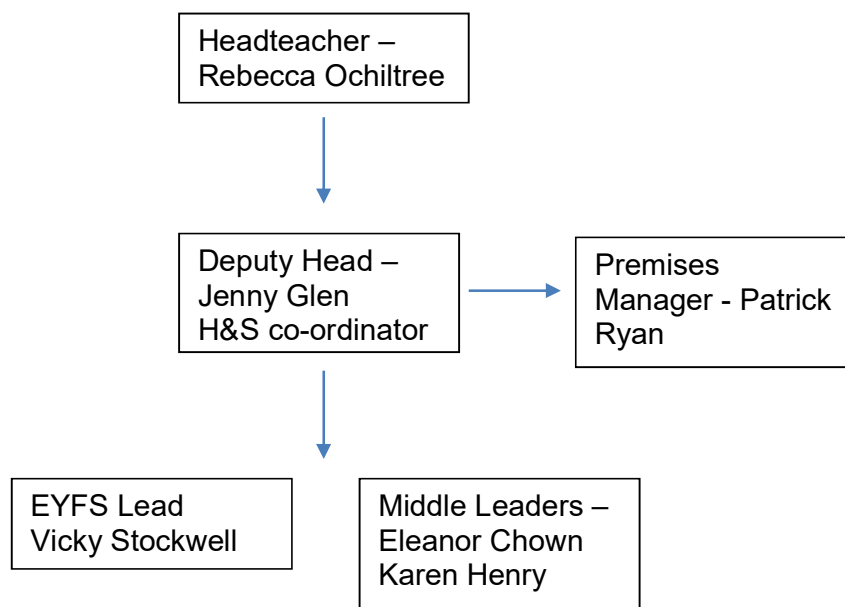 Headteacher –
Rebecca Ochiltree
Deputy Head –
Jenny Glen
H&S co-ordinator
Premises
Manager - Patrick
Ryan
EYFS Lead
Vicky Stockwell
Middle Leaders –
Eleanor Chown
Karen Henry